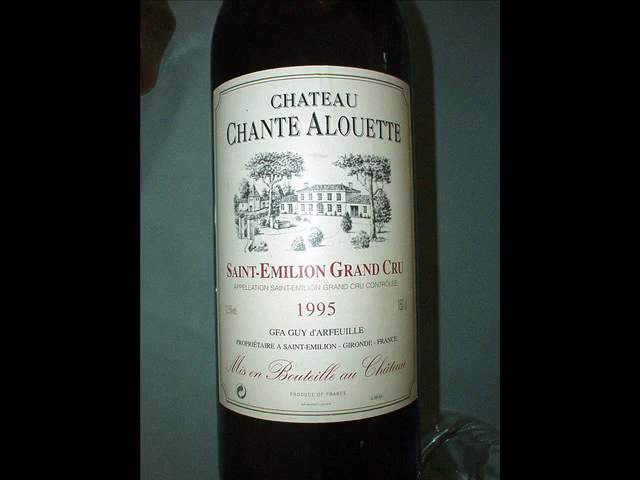 CHATEAU
CHANTE ALOUETTE
SAINT-EMILION GRAND CRU
APPELLATION SAINT-EMILION GRAND CRU CONTRÔLÉE
1995
GFA GUY d'ARFEUILLE
PROPRIÉTAIRE A SAINT-EMILION - GIRONDE - FRANCE
Mis en Bouteille au Château
PRODUCE OF FRANCE